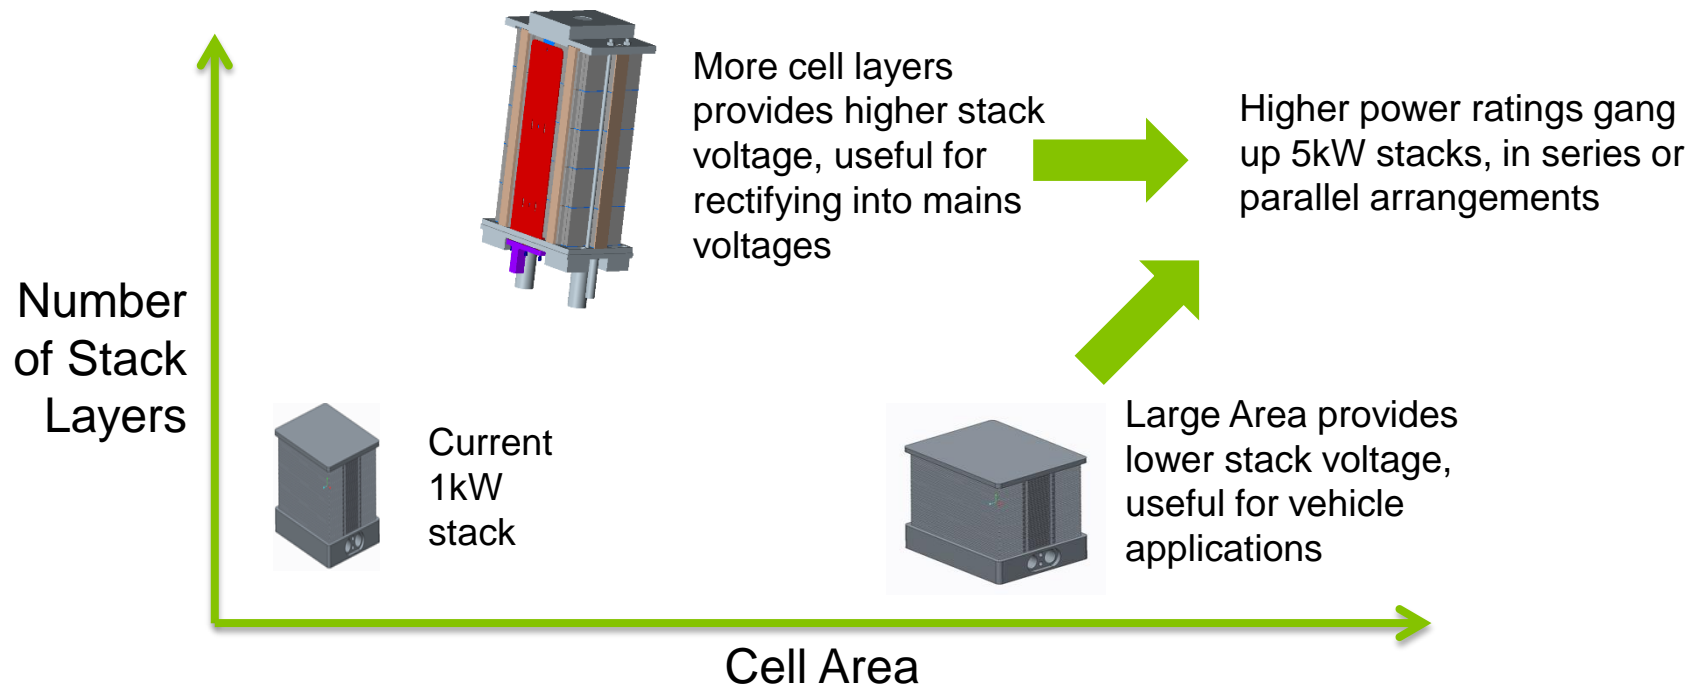 More cell layers
provides higher stack
voltage, useful for
rectifying into mains
voltages
Higher power ratings gang
up 5kW stacks, in series or
parallel arrangements
Number
of Stack
Layers
Current
1kW
stack
Large Area provides
lower stack voltage,
useful for vehicle
applications
Cell Area